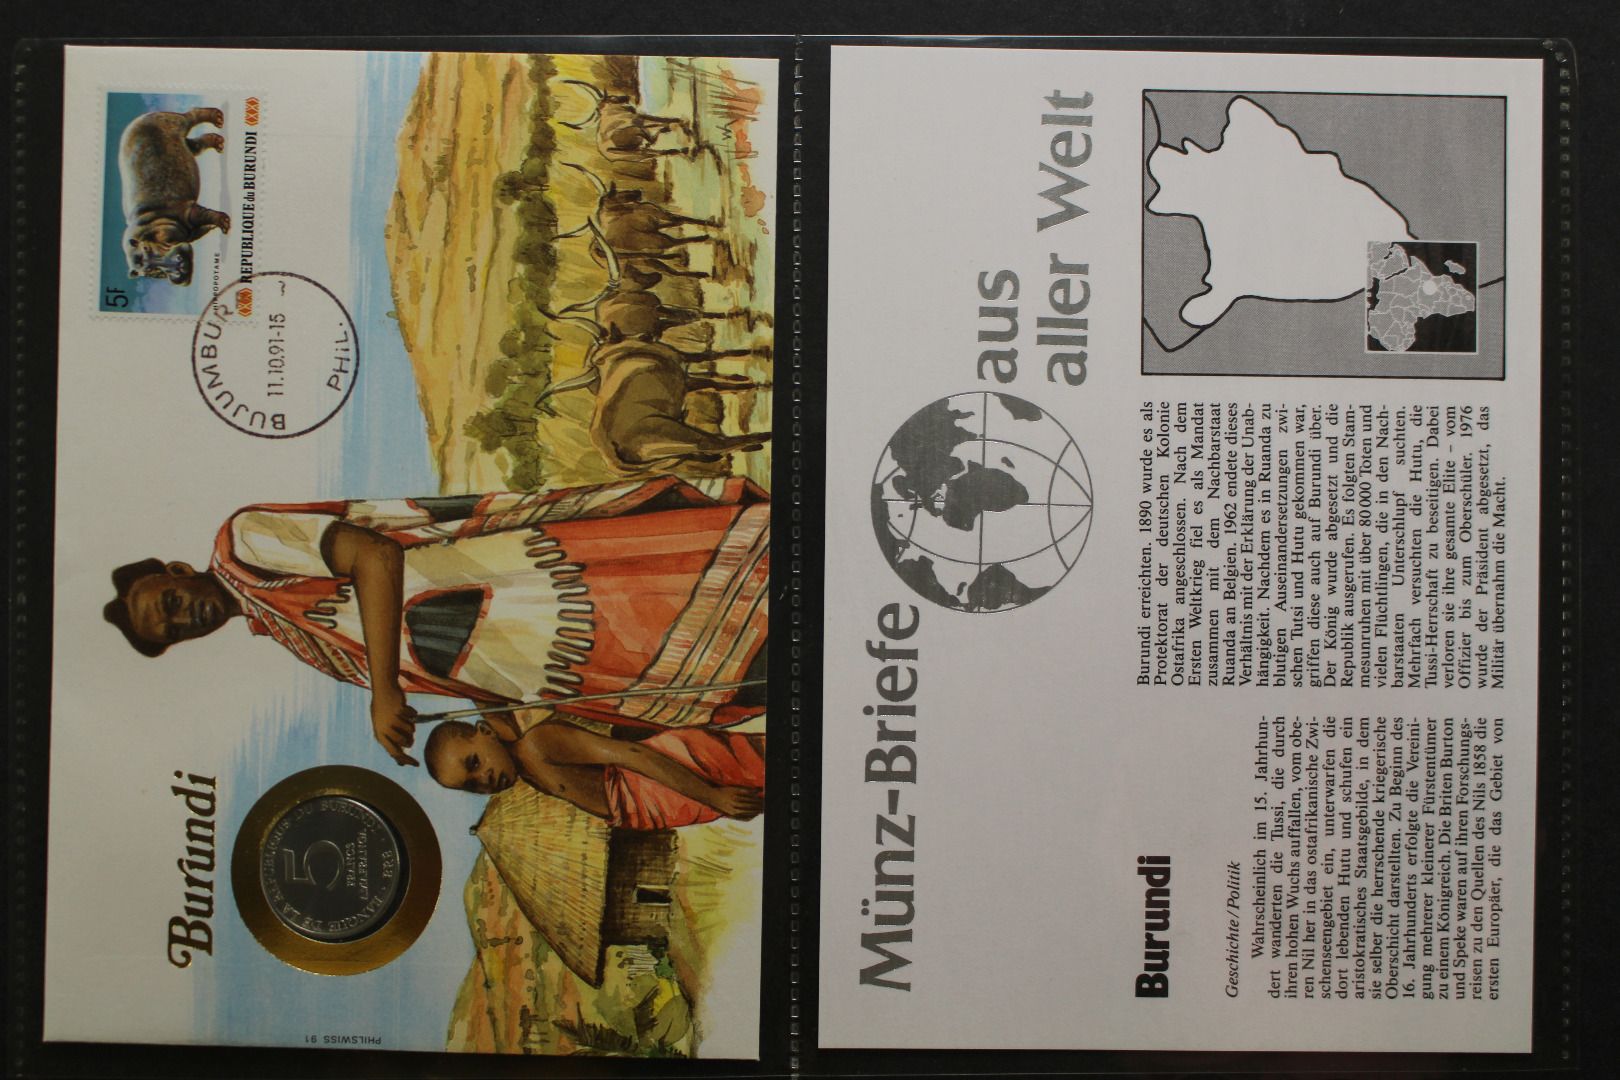 Burundi
5F
HIPPOPOTAME
REPUBLIQUE du BURUNDI
BUJUMBUR
11.10.91-15
PHIL.
BANQUE DE LA REPUBLIQUE DU BURUNDI
5
FRANCS
AMAFRANGA
PHILSWISS 91
Münz-Briefe
aus
aller Welt
Burundi
Geschichte/Politik
Wahrscheinlich im 15. Jahrhun-
dert wanderten die Tussi, die durch
ihren hohen Wuchs auffallen, vom obe-
ren Nil her in das ostafrikanische Zwi-
schenseengebiet ein, unterwarfen die
dort lebenden Hutu und schufen ein
aristokratisches Staatsgebilde, in dem
sie selber die herrschende kriegerische
Oberschicht darstellten. Zu Beginn des
16. Jahrhunderts erfolgte die Vereini-
gung mehrerer kleinerer Fürstentümer
zu einem Königreich. Die Briten Burton
und Speke waren auf ihren Forschungs-
reisen zu den Quellen des Nils 1858 die
ersten Europäer, die das Gebiet von
Burundi erreichten. 1890 wurde es als
Protektorat der deutschen Kolonie
Ostafrika angeschlossen. Nach dem
Ersten Weltkrieg fiel es als Mandat
zusammen mit dem Nachbarstaat
Ruanda an Belgien. 1962 endete dieses
Verhältnis mit der Erklärung der Unab-
hängigkeit. Nachdem es in Ruanda zu
blutigen Auseinandersetzungen zwi-
schen Tutsi und Hutu gekommen war,
griffen diese auch auf Burundi über.
Der König wurde abgesetzt und die
Republik ausgerufen. Es folgten Stam-
mesunruhen mit über 80 000 Toten und
vielen Flüchtlingen, die in den Nach-
barstaaten Unterschlupf suchten.
Mehrfach versuchten die Hutu, die
Tussi-Herrschaft zu beseitigen. Dabei
verloren sie ihre gesamte Elite – vom
Offizier bis zum Oberschüler. 1976
wurde der Präsident abgesetzt, das
Militär übernahm die Macht.